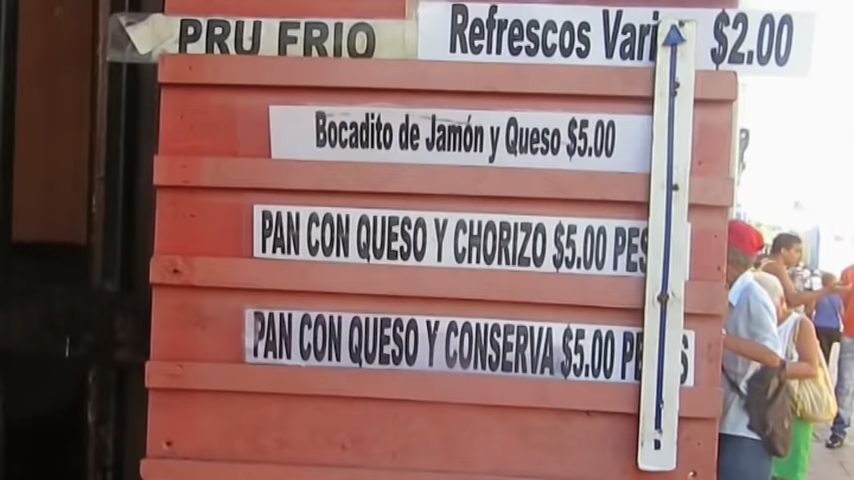 PRU FRIO
Refrescos Vari $2.00
Bocadito de Jamón y Queso $5.00
PAN CON QUESO Y CHORIZO $5.00 PES
PAN CON QUESO Y CONSERVA $5.00 PE S